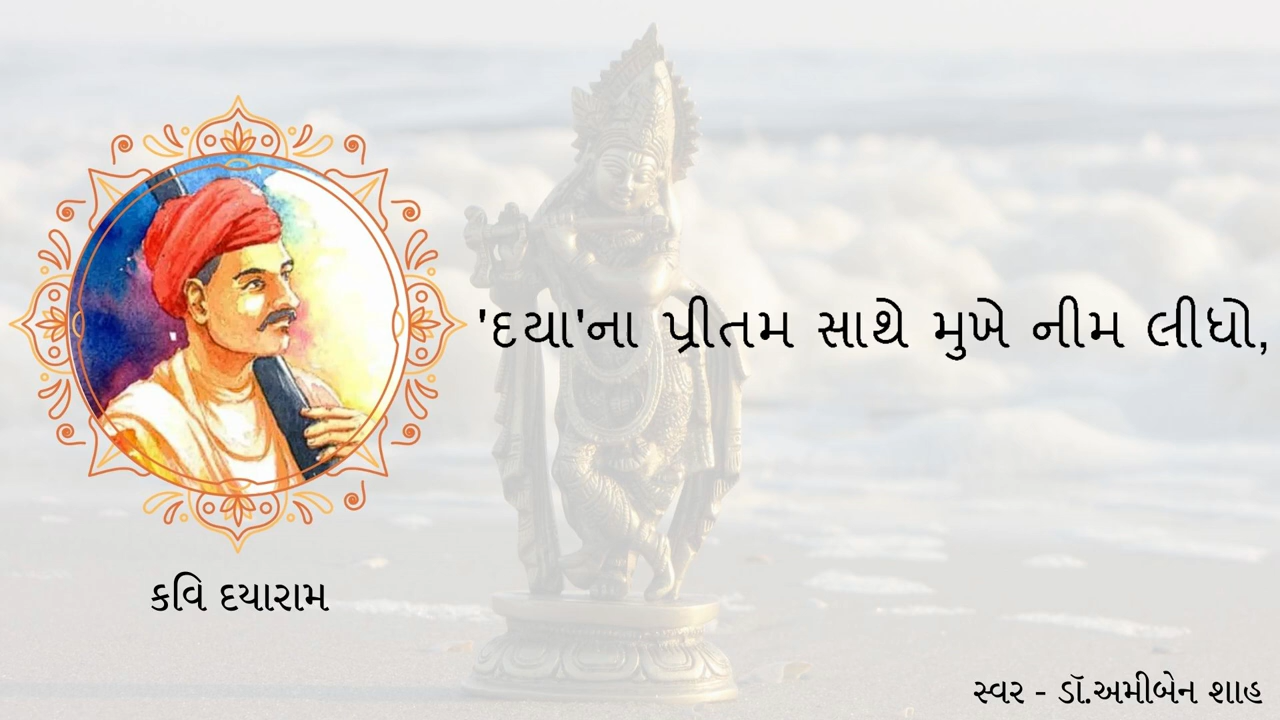 'દયા'ના પ્રીતમ સાથે મુખે નીમ લીધો,
કવિ દયારામ
સ્વર - ડૉ.અમીબેન શાહ